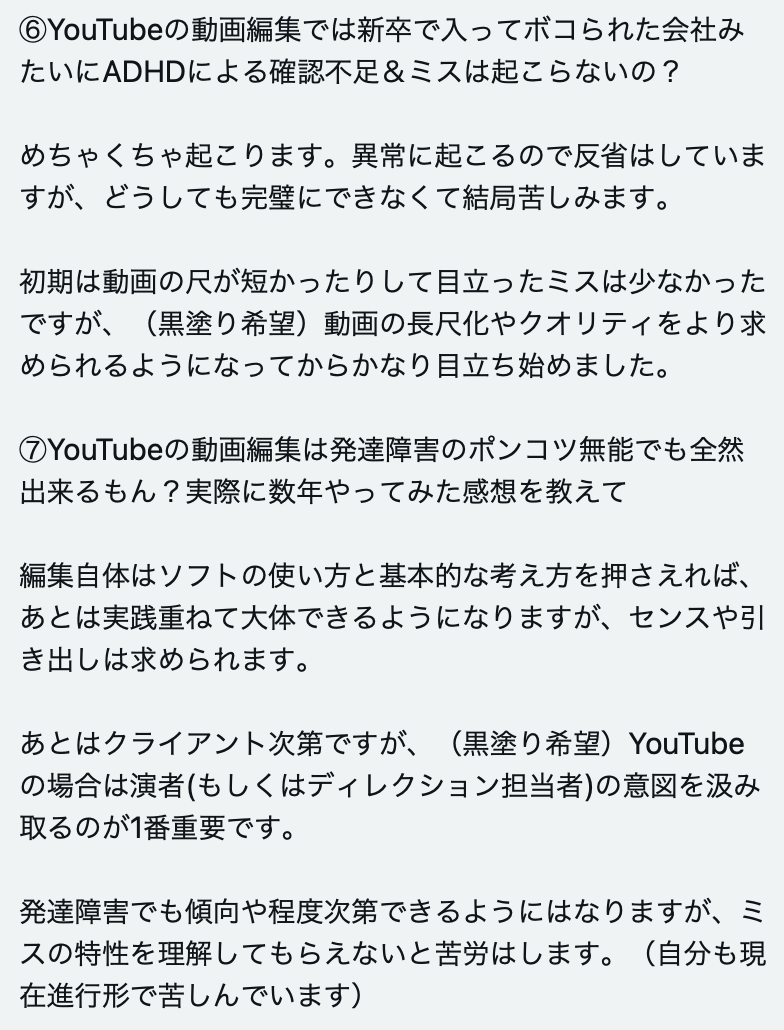 ⑥YouTubeの動画編集では新卒で入ってボコられた会社み
たいにADHDによる確認不足＆ミスは起こらないの？
めちゃくちゃ起こります。異常に起こるので反省はしていま
すが、どうしても完璧にできなくて結局苦しみます。
初期は動画の尺が短かったりして目立ったミスは少なかった
ですが、（黒塗り希望）動画の長尺化やクオリティをより求
められるようになってからかなり目立ち始めました。
⑦YouTubeの動画編集は発達障害のポンコツ無能でも全然
出来るもん？実際に数年やってみた感想を教えて
編集自体はソフトの使い方と基本的な考え方を押さえれば、
あとは実践重ねて大体できるようになりますが、センスや引
き出しは求められます。
あとはクライアント次第ですが、（黒塗り希望）YouTube
の場合は演者(もしくはディレクション担当者)の意図を汲み
取るのが1番重要です。
発達障害でも傾向や程度次第できるようにはなりますが、ミ
スの特性を理解してもらえないと苦労はします。（自分も現
在進行形で苦しんでいます）